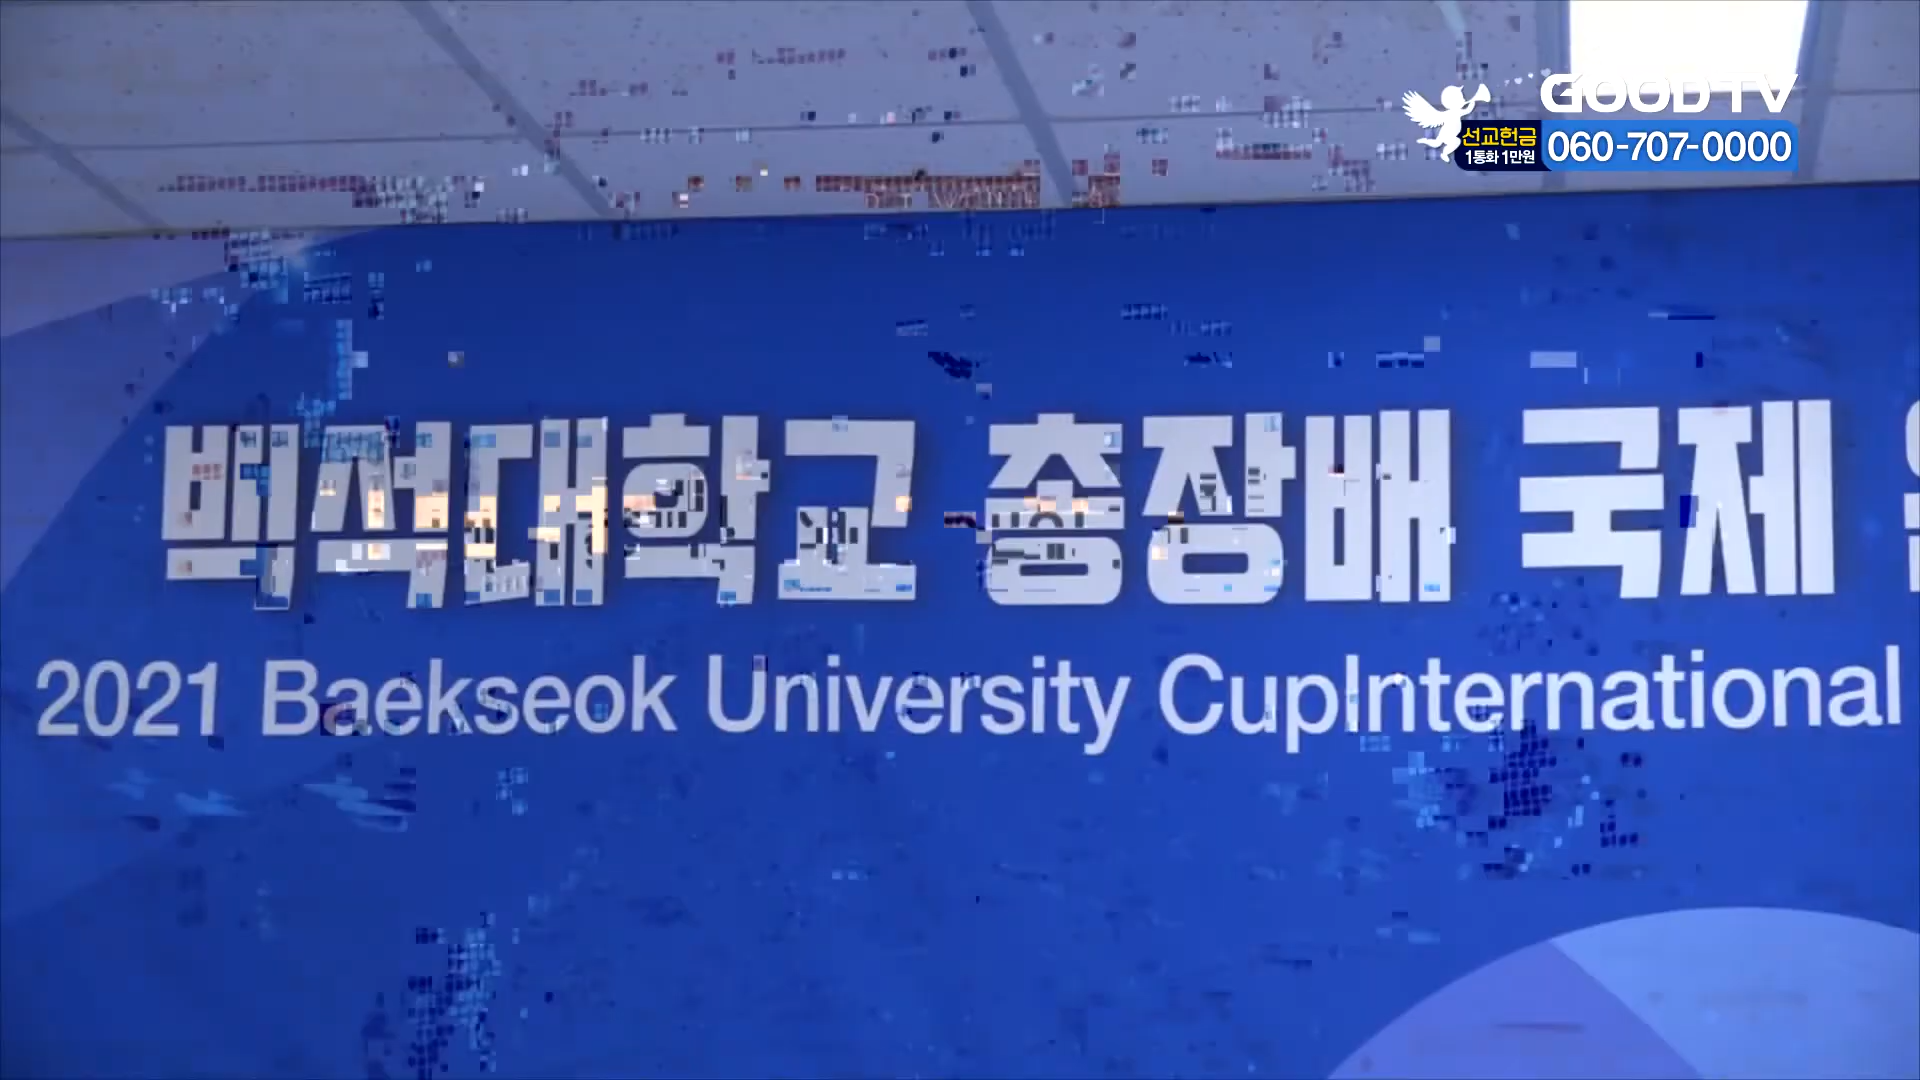 GOODTV
선교헌금
1통화 1만원
060-707-0000
백석대학교 총장배 국제
2021 Baekseok University CupInternational